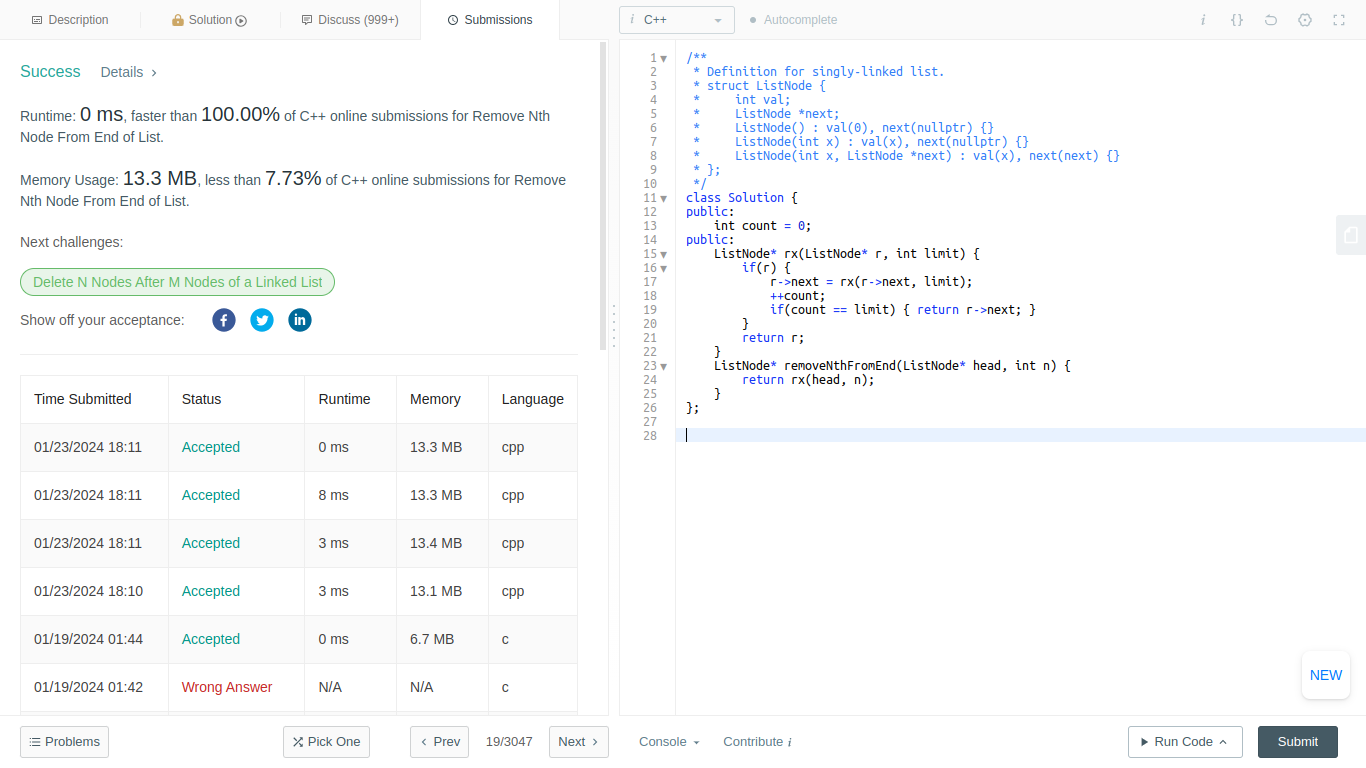 Description
Solution
Discuss (999+)
Submissions
i C++
Autocomplete
i {}
Success
Details
Runtime: 0 ms, faster than 100.00% of C++ online submissions for Remove Nth
Node From End of List.
Memory Usage: 13.3 MB, less than 7.73% of C++ online submissions for Remove
Nth Node From End of List.
Next challenges:
Delete N Nodes After M Nodes of a Linked List
Show off your acceptance:
Time Submitted Status Runtime Memory Language
01/23/2024 18:11 Accepted 0 ms 13.3 MB cpp
01/23/2024 18:11 Accepted 8 ms 13.3 MB cpp
01/23/2024 18:11 Accepted 3 ms 13.4 MB cpp
01/23/2024 18:10 Accepted 3 ms 13.1 MB cpp
01/19/2024 01:44 Accepted 0 ms 6.7 MB c
01/19/2024 01:42 Wrong Answer N/A N/A c
1 /**
2  * Definition for singly-linked list.
3  * struct ListNode {
4  *     int val;
5  *     ListNode *next;
6  *     ListNode() : val(0), next(nullptr) {}
7  *     ListNode(int x) : val(x), next(nullptr) {}
8  *     ListNode(int x, ListNode *next) : val(x), next(next) {}
9  * };
10  */
11 class Solution {
12 public:
13     int count = 0;
14 public:
15     ListNode* rx(ListNode* r, int limit) {
16         if(r) {
17             r->next = rx(r->next, limit);
18             ++count;
19             if(count == limit) { return r->next; }
20         }
21         return r;
22     }
23     ListNode* removeNthFromEnd(ListNode* head, int n) {
24         return rx(head, n);
25     }
26 };
27
28
NEW
Problems
Pick One
Prev
19/3047
Next
Console
Contribute i
Run Code
Submit